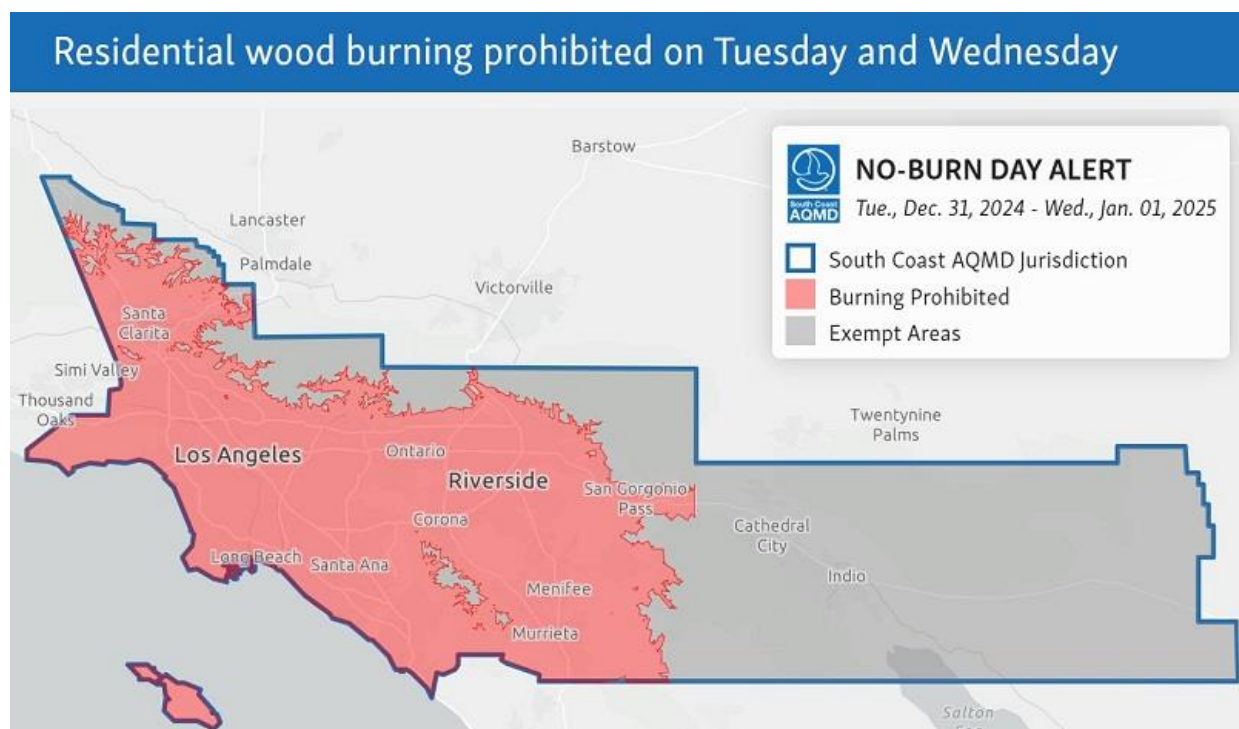 Residential wood burning prohibited on Tuesday and Wednesday
Barstow
NO-BURN DAY ALERT
South Coast
AQMD
Tue., Dec. 31, 2024 - Wed., Jan. 01, 2025
South Coast AQMD Jurisdiction
Burning Prohibited
Exempt Areas
Lancaster
Palmdale
Victorville
Santa
Clarita
Simi Valley
Thousand
Oaks
Twentynine
Palms
Los Angeles
Ontario
Riverside
San Gorgonio
Pass
Corona
Cathedral
City
Long Beach
Santa Ana
Indio
Menifee
Murrieta
Salton